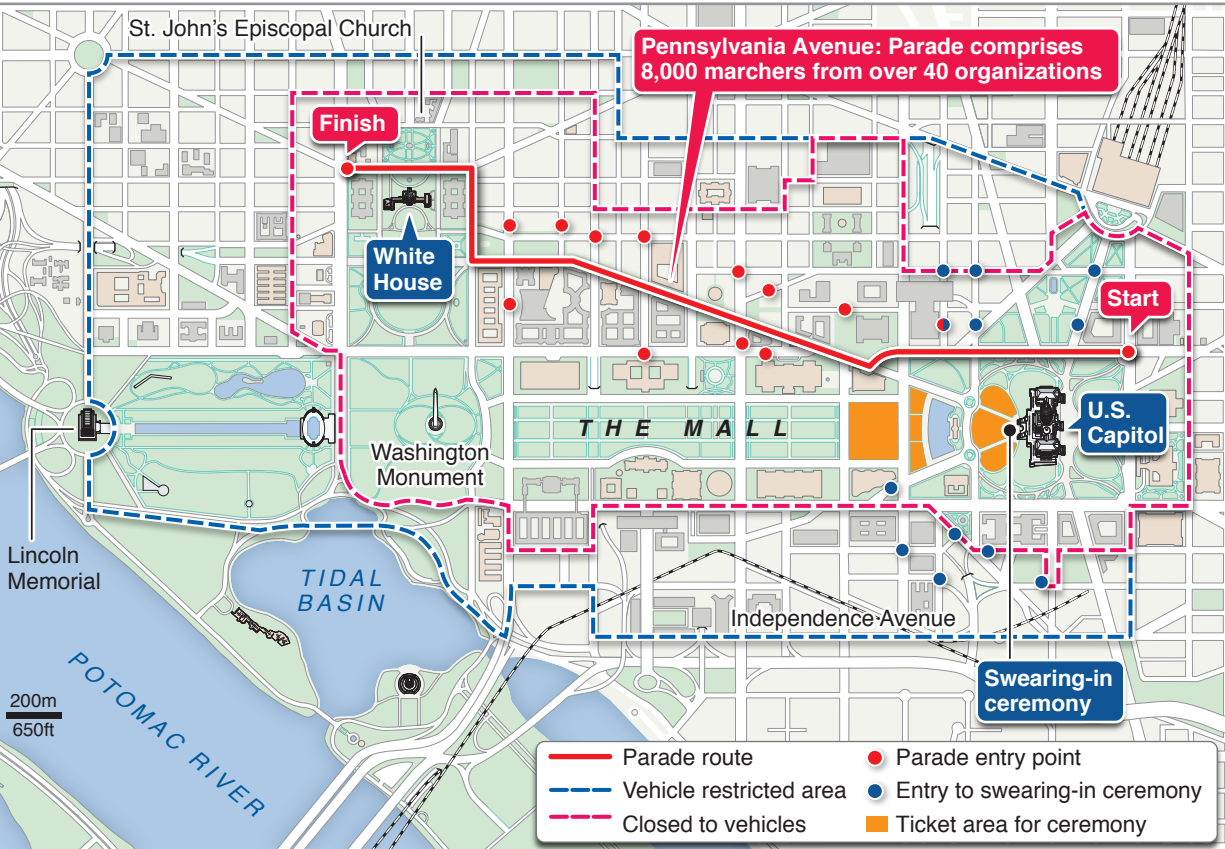 St. John's Episcopal Church
Pennsylvania Avenue: Parade comprises
8,000 marchers from over 40 organizations
Finish
White
House
Start
U.S.
Capitol
THE MALL
Washington
Monument
Lincoln
Memorial
TIDAL
BASIN
Independence Avenue
POTOMAC RIVER
Swearing-in
ceremony
200m
650ft
Parade route
Parade entry point
Vehicle restricted area
Entry to swearing-in ceremony
Closed to vehicles
Ticket area for ceremony